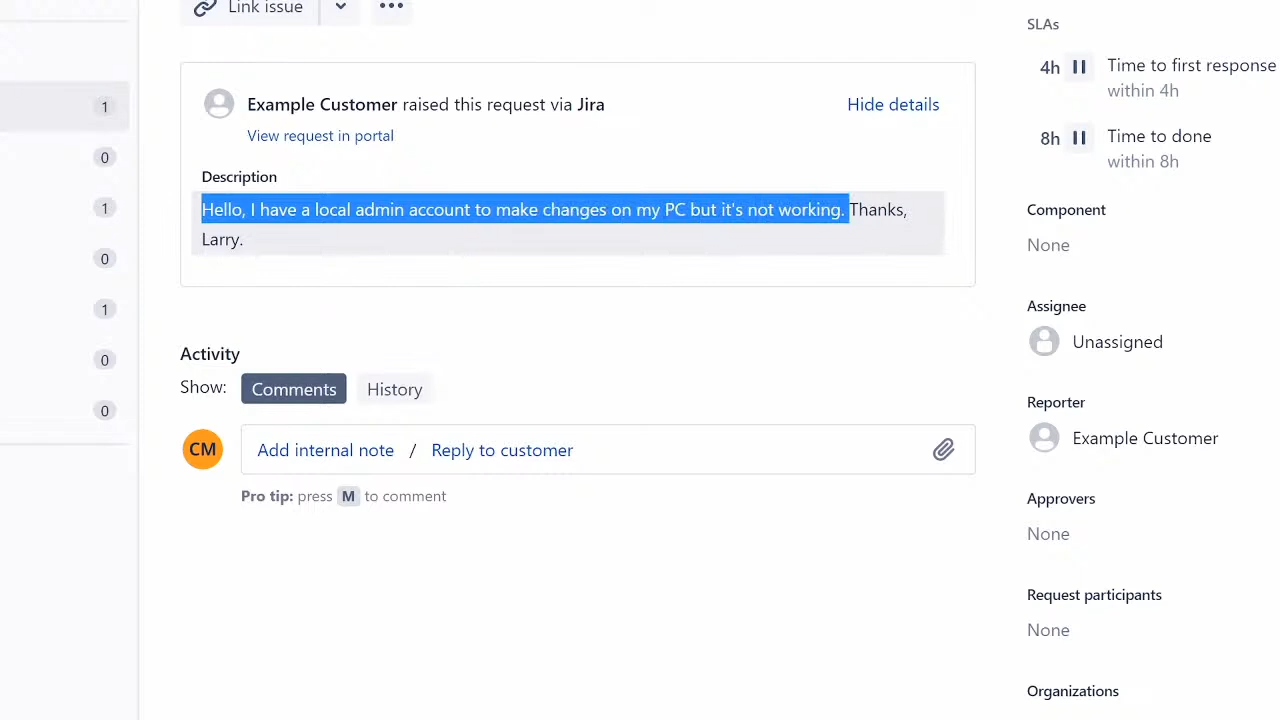 Link issue
1
0
1
0
1
0
0
Example Customer raised this request via Jira
Hide details
View request in portal
Description
Hello, I have a local admin account to make changes on my PC but it's not working. Thanks,
Larry.
Activity
Show: Comments History
CM
Add internal note / Reply to customer
Pro tip: press M to comment
SLAs
4h Time to first response
within 4h
8h Time to done
within 8h
Component
None
Assignee
Unassigned
Reporter
Example Customer
Approvers
None
Request participants
None
Organizations